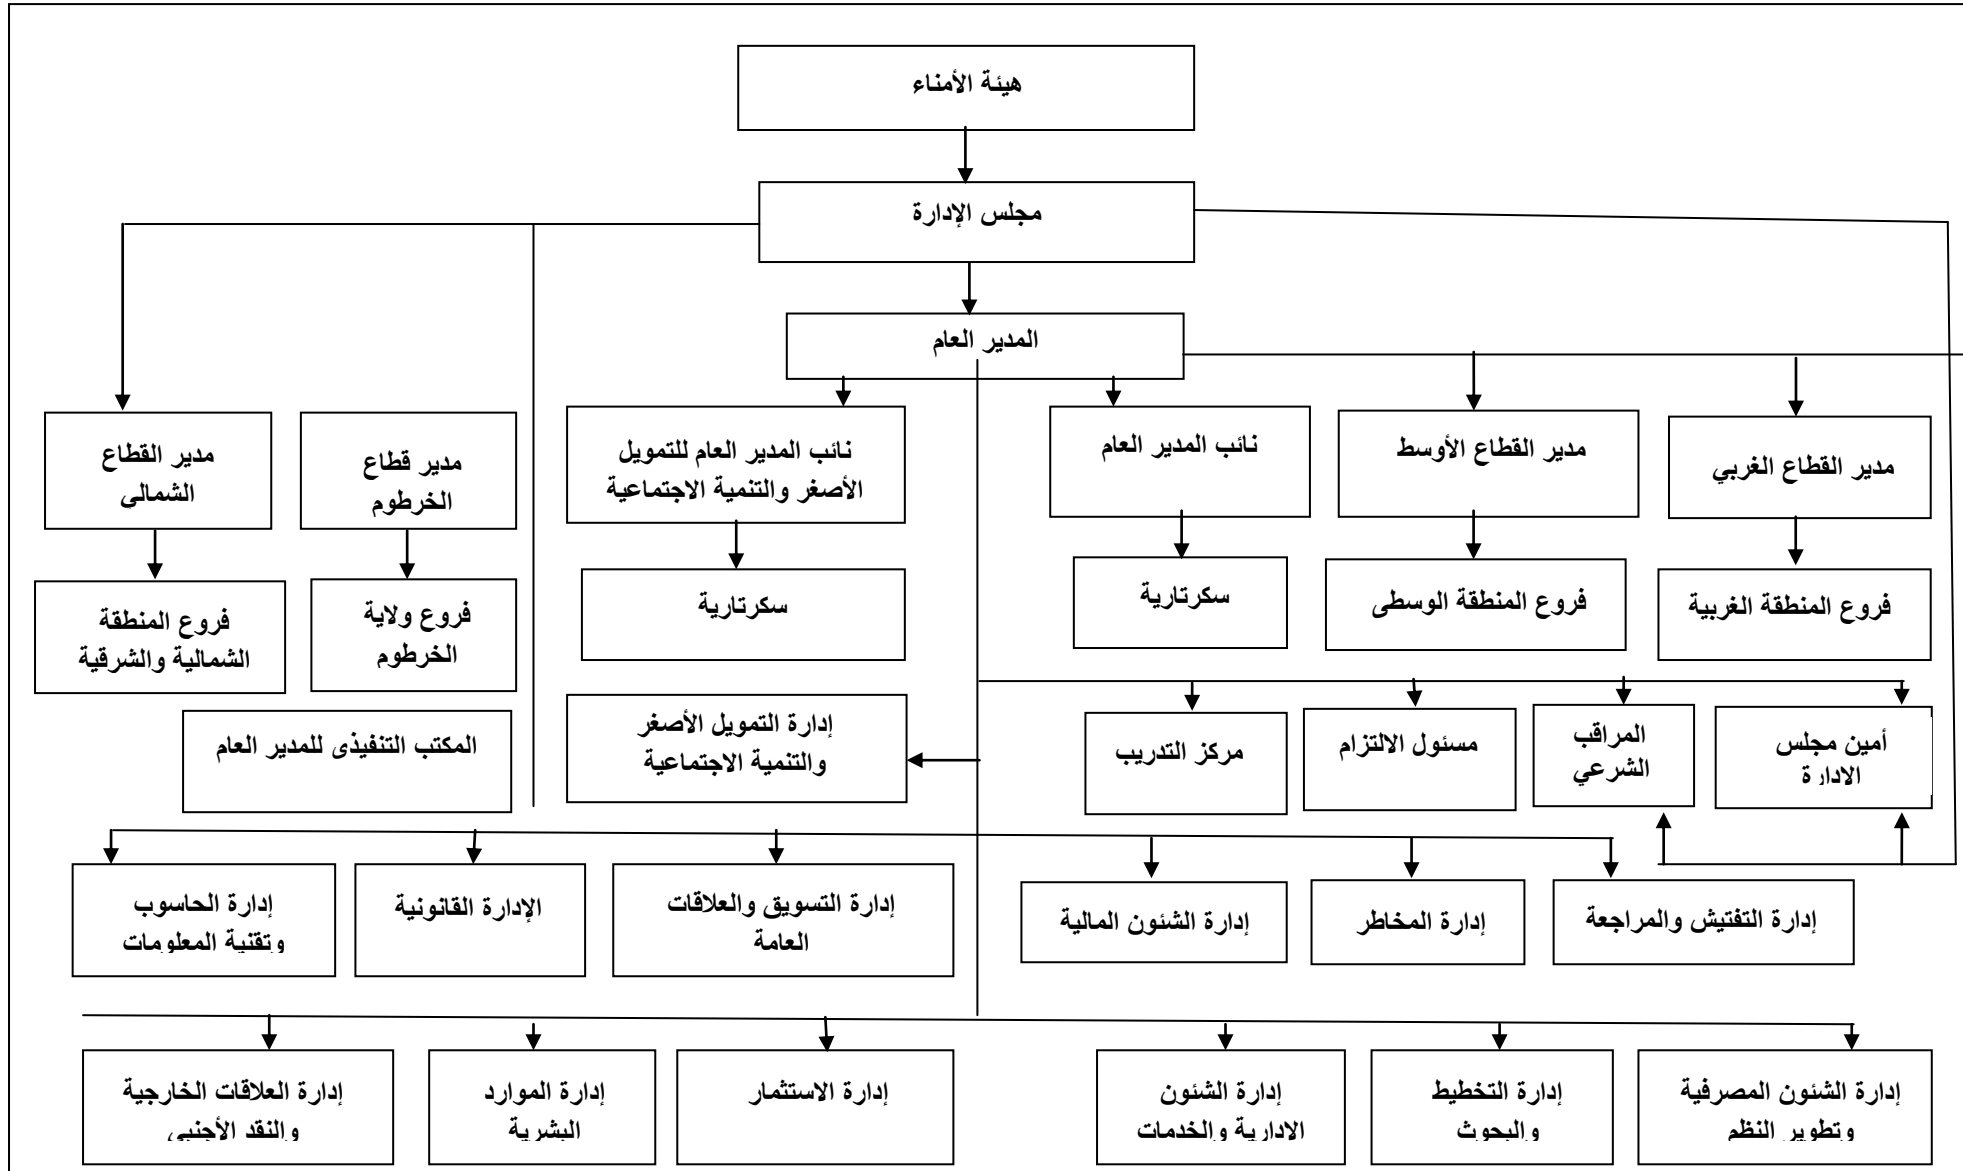 هيئة الأمناء
مجلس الإدارة
المدير العام
مدير القطاع الغربي
مدير القطاع الأوسط
نائب المدير العام
نائب المدير العام للتمويل
الأصغر والتنمية الاجتماعية
مدير قطاع
الخرطوم
مدير القطاع
الشمالى
فروع المنطقة الغربية
فروع المنطقة الوسطى
سكرتارية
سكرتارية
فروع ولاية
الخرطوم
فروع المنطقة
الشمالية والشرقية
أمين مجلس
الادارة
المراقب
الشرعي
مسئول الالتزام
مركز التدريب
إدارة التمويل الأصغر
والتنمية الاجتماعية
المكتب التنفيذى للمدير العام
إدارة التفتيش والمراجعة
إدارة المخاطر
إدارة الشئون المالية
إدارة التسويق والعلاقات
العامة
الإدارة القانونية
إدارة الحاسوب
وتقنية المعلومات
إدارة الشئون المصرفية
وتطوير النظم
إدارة التخطيط
والبحوث
إدارة الشئون
الادارية والخدمات
إدارة الاستثمار
إدارة الموارد
البشرية
إدارة العلاقات الخارجية
والنقد الأجنبي